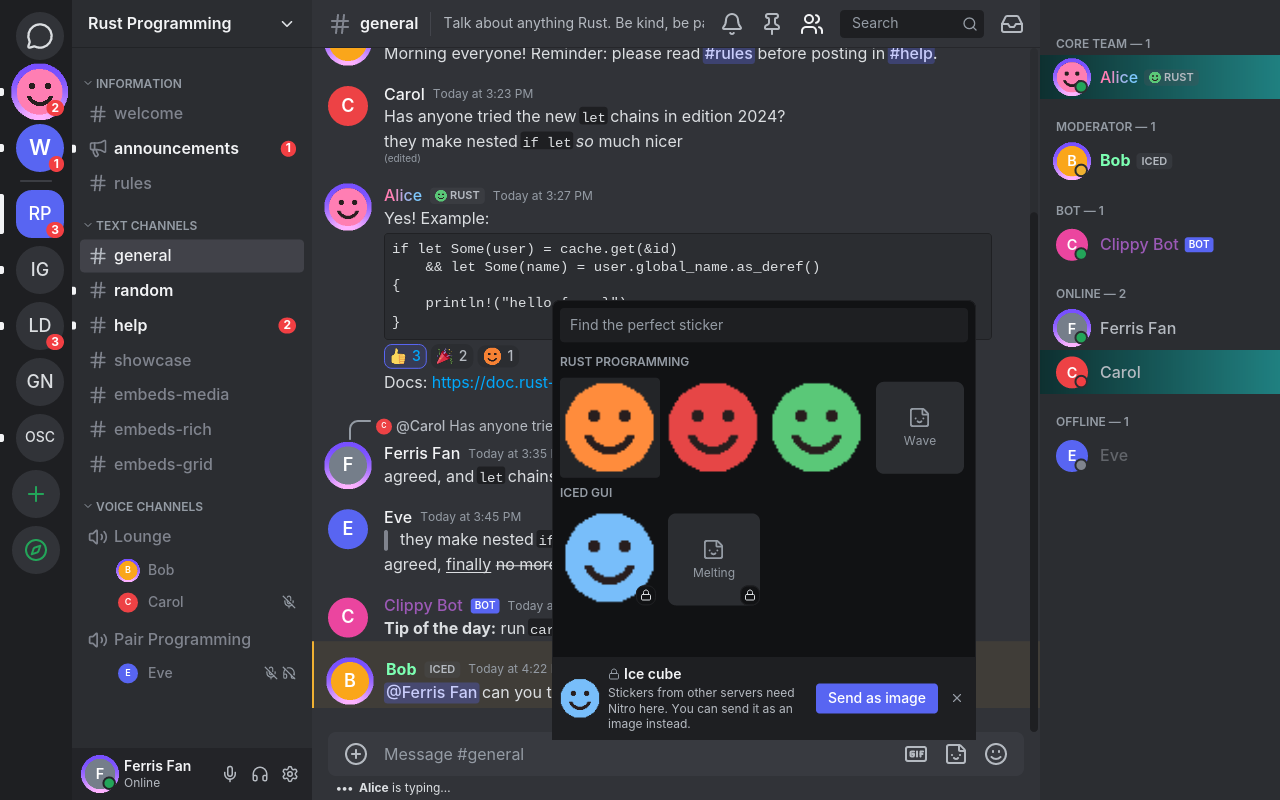 Rust Programming
general
Talk about anything Rust. Be kind, be pa
Search
2
W
1
RP
3
IG
LD
3
GN
OSC
INFORMATION
welcome
announcements
1
rules
TEXT CHANNELS
general
random
help
2
showcase
embeds-media
embeds-rich
embeds-grid
VOICE CHANNELS
Lounge
B
Bob
C
Carol
Pair Programming
E
Eve
F
Ferris Fan
Online
Morning everyone! Reminder: please read #rules before posting in #help.
C
Carol Today at 3:23 PM
Has anyone tried the new let chains in edition 2024?
they make nested if let so much nicer
(edited)
Alice RUST Today at 3:27 PM
Yes! Example:
if let Some(user) = cache.get(&id)
&& let Some(name) = user.global_name.as_deref()
{
println!("hello
}
3
2
1
Docs: https://doc.rust-
C @Carol Has anyone trie
F
Ferris Fan Today at 3:35
agreed, and let chains
E
Eve Today at 3:45 PM
they make nested if
agreed, finally no more
C
Clippy Bot BOT Today a
Tip of the day: run car
B
Bob ICED Today at 4:22
@Ferris Fan can you t
Message #general
GIF
••• Alice is typing...
Find the perfect sticker
RUST PROGRAMMING
Wave
ICED GUI
Melting
Ice cube
Stickers from other servers need
Nitro here. You can send it as an
image instead.
Send as image
CORE TEAM — 1
Alice RUST
MODERATOR — 1
B
Bob ICED
BOT — 1
C
Clippy Bot BOT
ONLINE — 2
F
Ferris Fan
C
Carol
OFFLINE — 1
E
Eve